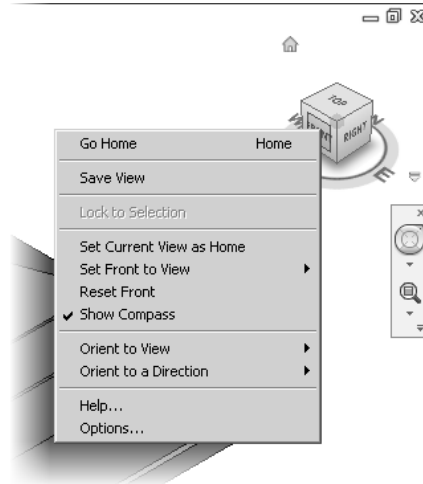 TOP
FRONT
RIGHT
E
Go Home Home
Save View
Lock to Selection
Set Current View as Home
Set Front to View
Reset Front
Show Compass
Orient to View
Orient to a Direction
Help...
Options...